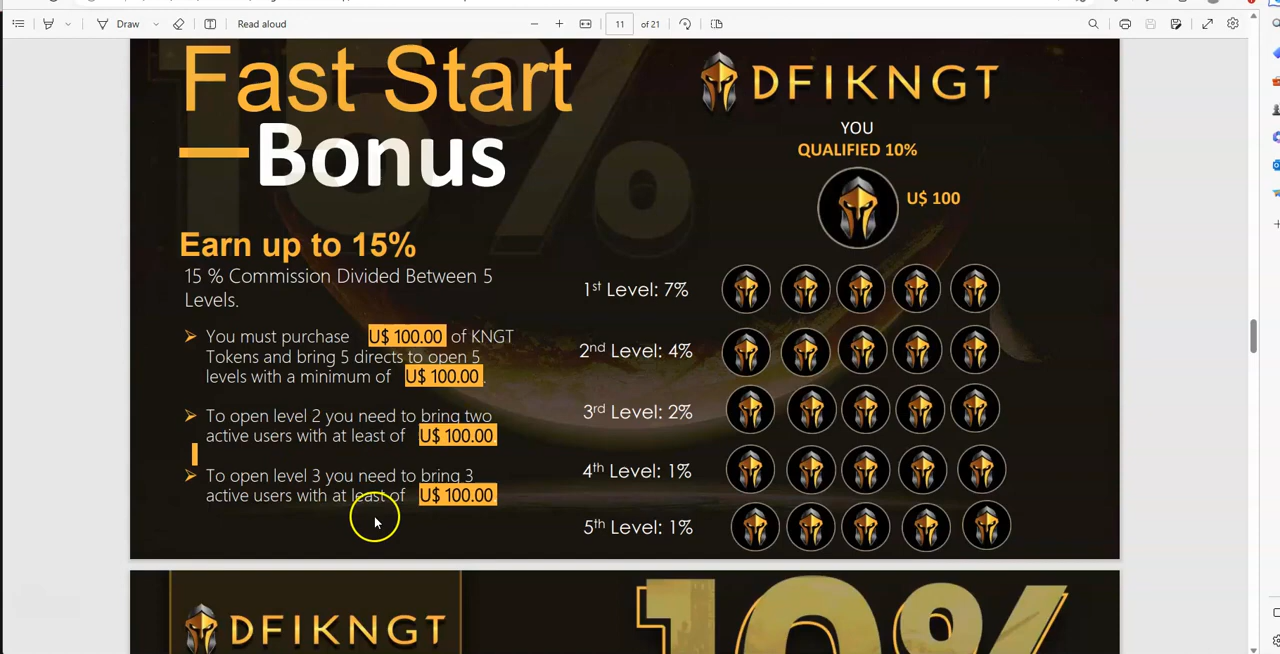 Draw
Read aloud
11 of 21
Fast Start
Bonus
Earn up to 15%
15 % Commission Divided Between 5
Levels.
You must purchase U$ 100.00 of KNGT
Tokens and bring 5 directs to open 5
levels with a minimum of U$ 100.00.
To open level 2 you need to bring two
active users with at least of U$ 100.00
To open level 3 you need to bring 3
active users with at least of U$ 100.00
DFIKNGT
YOU
QUALIFIED 10%
U$ 100
1st Level: 7%
2nd Level: 4%
3rd Level: 2%
4th Level: 1%
5th Level: 1%
15%
DFIKNGT
10%